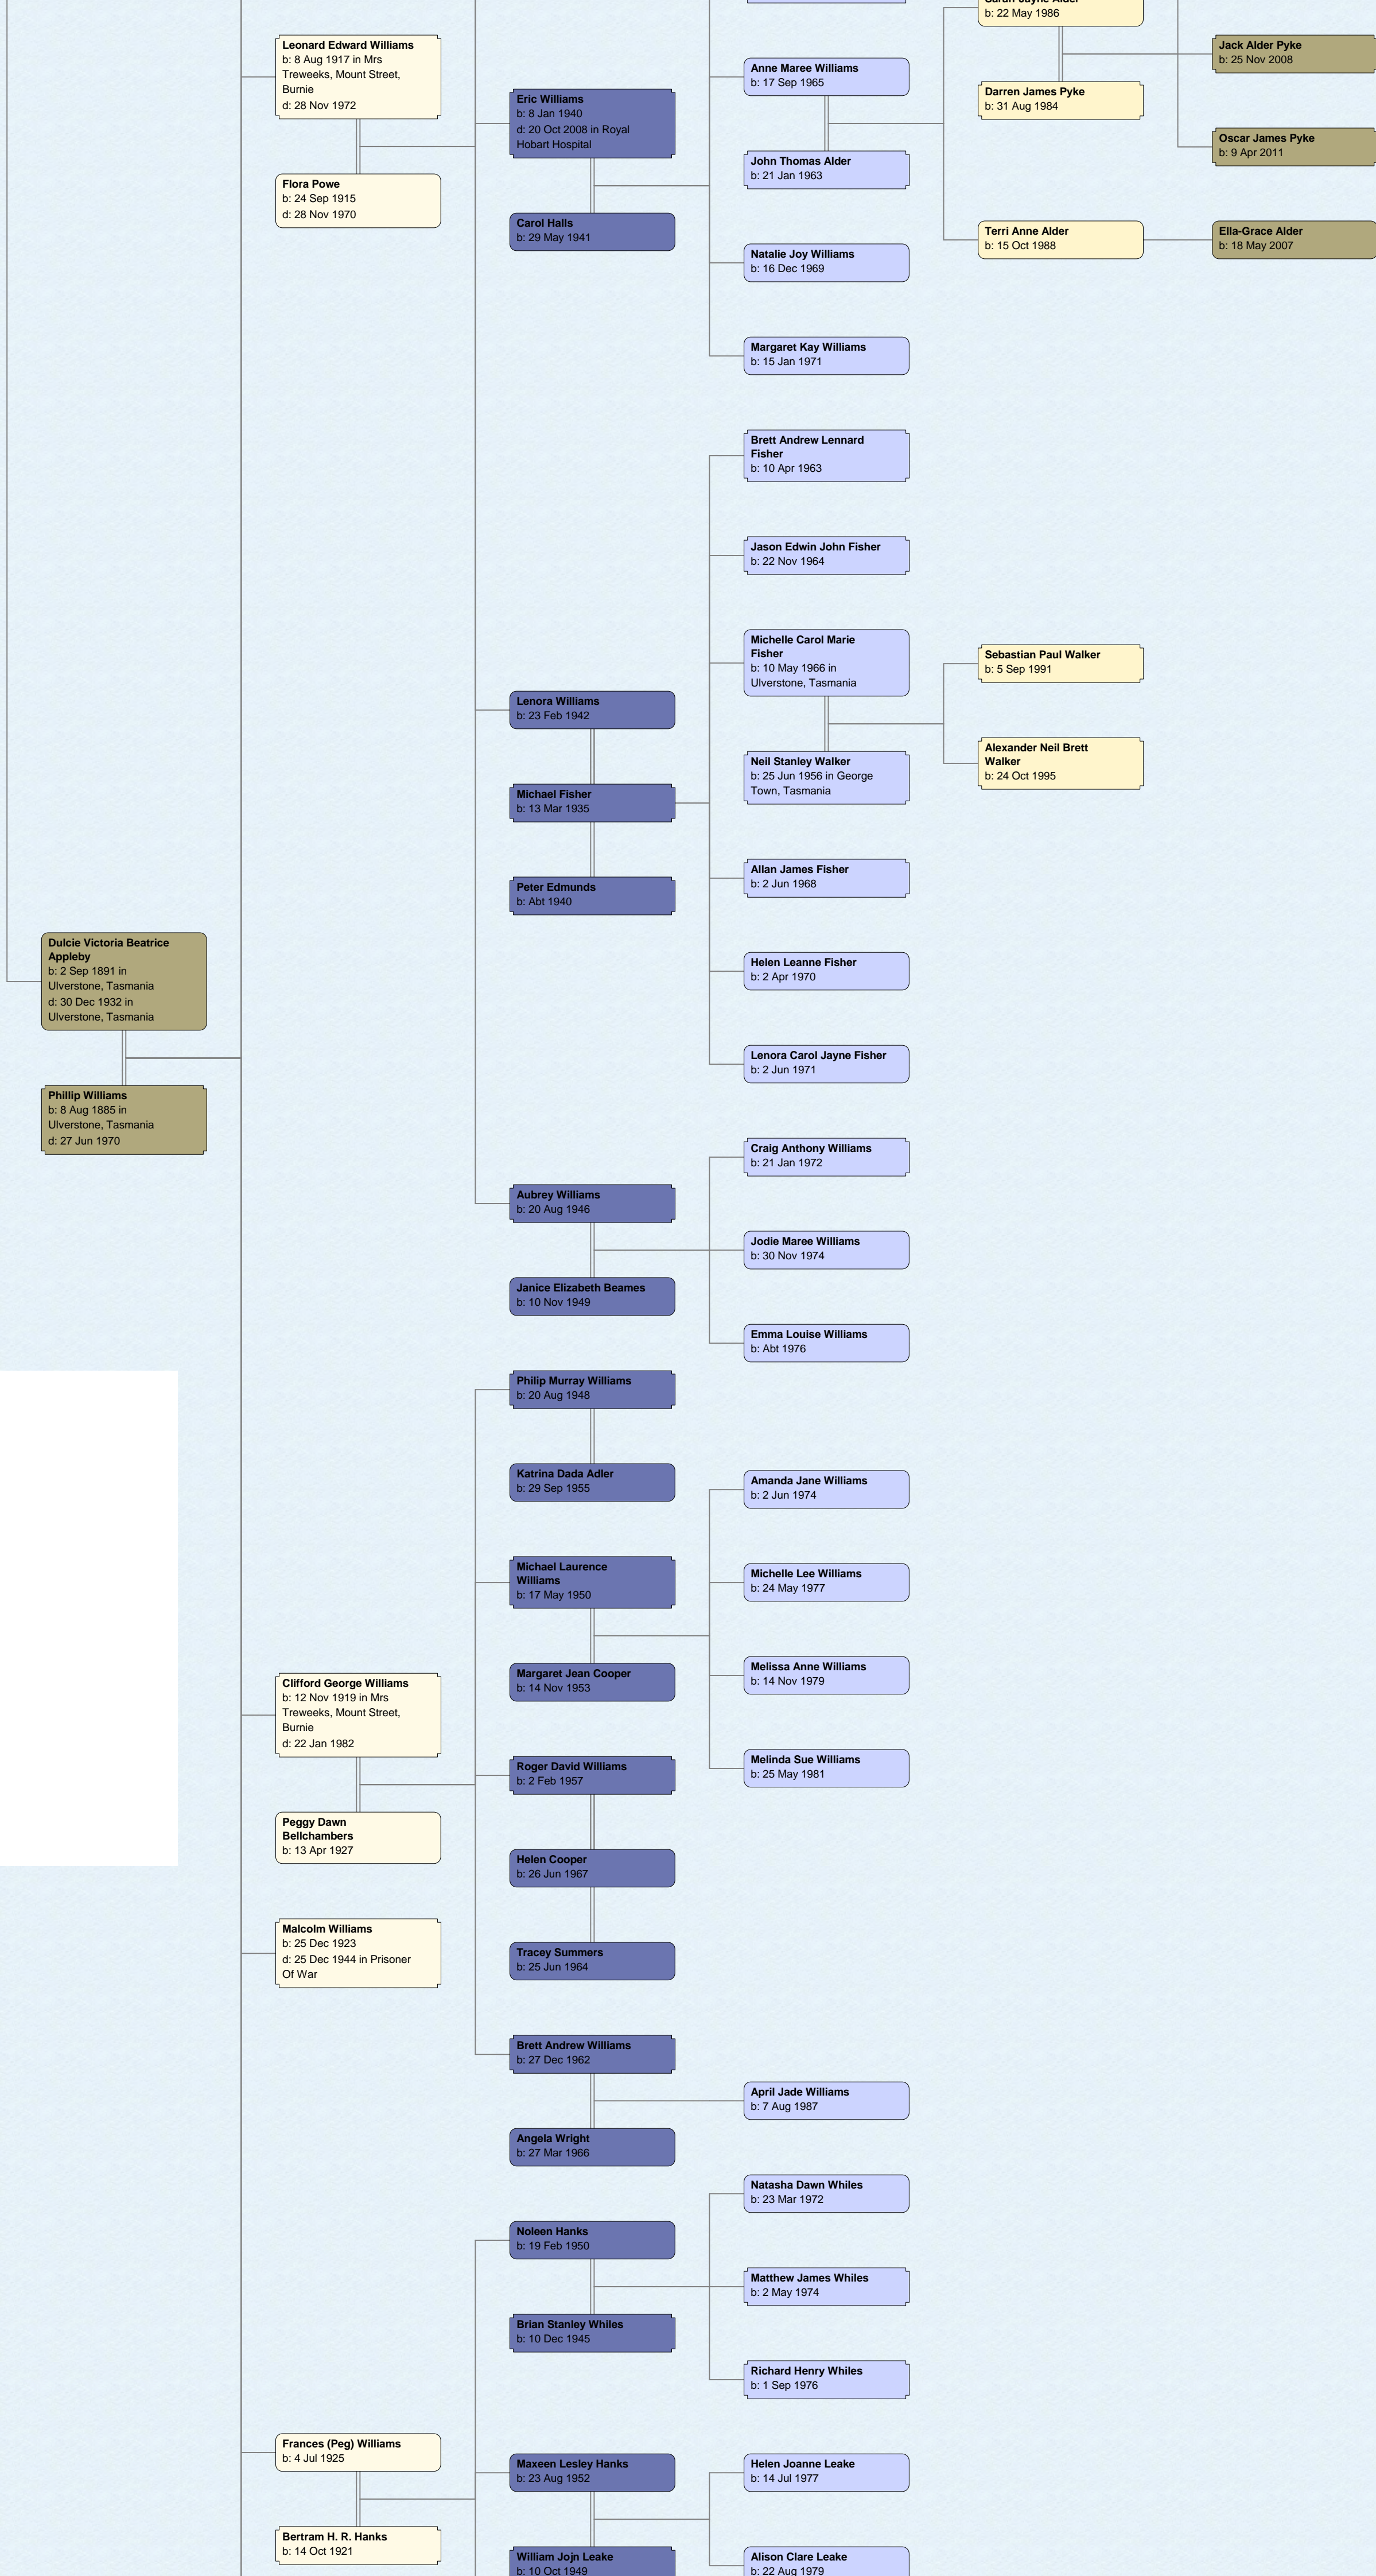 Sarah Jayne Alder
b: 22 May 1986
Leonard Edward Williams
b: 8 Aug 1917 in Mrs
Treweeks, Mount Street,
Burnie
d: 28 Nov 1972
Jack Alder Pyke
b: 25 Nov 2008
Anne Maree Williams
b: 17 Sep 1965
Darren James Pyke
b: 31 Aug 1984
Eric Williams
b: 8 Jan 1940
d: 20 Oct 2008 in Royal
Hobart Hospital
Oscar James Pyke
b: 9 Apr 2011
John Thomas Alder
b: 21 Jan 1963
Flora Powe
b: 24 Sep 1915
d: 28 Nov 1970
Carol Halls
b: 29 May 1941
Terri Anne Alder
b: 15 Oct 1988
Ella-Grace Alder
b: 18 May 2007
Natalie Joy Williams
b: 16 Dec 1969
Margaret Kay Williams
b: 15 Jan 1971
Brett Andrew Lennard
Fisher
b: 10 Apr 1963
Jason Edwin John Fisher
b: 22 Nov 1964
Michelle Carol Marie
Fisher
b: 10 May 1966 in
Ulverstone, Tasmania
Sebastian Paul Walker
b: 5 Sep 1991
Lenora Williams
b: 23 Feb 1942
Alexander Neil Brett
Walker
b: 24 Oct 1995
Neil Stanley Walker
b: 25 Jun 1956 in George
Town, Tasmania
Michael Fisher
b: 13 Mar 1935
Allan James Fisher
b: 2 Jun 1968
Peter Edmunds
b: Abt 1940
Dulcie Victoria Beatrice
Appleby
b: 2 Sep 1891 in
Ulverstone, Tasmania
d: 30 Dec 1932 in
Ulverstone, Tasmania
Helen Leanne Fisher
b: 2 Apr 1970
Lenora Carol Jayne Fisher
b: 2 Jun 1971
Phillip Williams
b: 8 Aug 1885 in
Ulverstone, Tasmania
d: 27 Jun 1970
Craig Anthony Williams
b: 21 Jan 1972
Aubrey Williams
b: 20 Aug 1946
Jodie Maree Williams
b: 30 Nov 1974
Janice Elizabeth Beames
b: 10 Nov 1949
Emma Louise Williams
b: Abt 1976
Philip Murray Williams
b: 20 Aug 1948
Katrina Dada Adler
b: 29 Sep 1955
Amanda Jane Williams
b: 2 Jun 1974
Michael Laurence
Williams
b: 17 May 1950
Michelle Lee Williams
b: 24 May 1977
Margaret Jean Cooper
b: 14 Nov 1953
Melissa Anne Williams
b: 14 Nov 1979
Clifford George Williams
b: 12 Nov 1919 in Mrs
Treweeks, Mount Street,
Burnie
d: 22 Jan 1982
Melinda Sue Williams
b: 25 May 1981
Roger David Williams
b: 2 Feb 1957
Peggy Dawn
Bellchambers
b: 13 Apr 1927
Helen Cooper
b: 26 Jun 1967
Malcolm Williams
b: 25 Dec 1923
d: 25 Dec 1944 in Prisoner
Of War
Tracey Summers
b: 25 Jun 1964
Brett Andrew Williams
b: 27 Dec 1962
April Jade Williams
b: 7 Aug 1987
Angela Wright
b: 27 Mar 1966
Natasha Dawn Whiles
b: 23 Mar 1972
Noleen Hanks
b: 19 Feb 1950
Matthew James Whiles
b: 2 May 1974
Brian Stanley Whiles
b: 10 Dec 1945
Richard Henry Whiles
b: 1 Sep 1976
Frances (Peg) Williams
b: 4 Jul 1925
Maxeen Lesley Hanks
b: 23 Aug 1952
Helen Joanne Leake
b: 14 Jul 1977
Bertram H. R. Hanks
b: 14 Oct 1921
William Jojn Leake
b: 10 Oct 1949
Alison Clare Leake
b: 22 Aug 1979